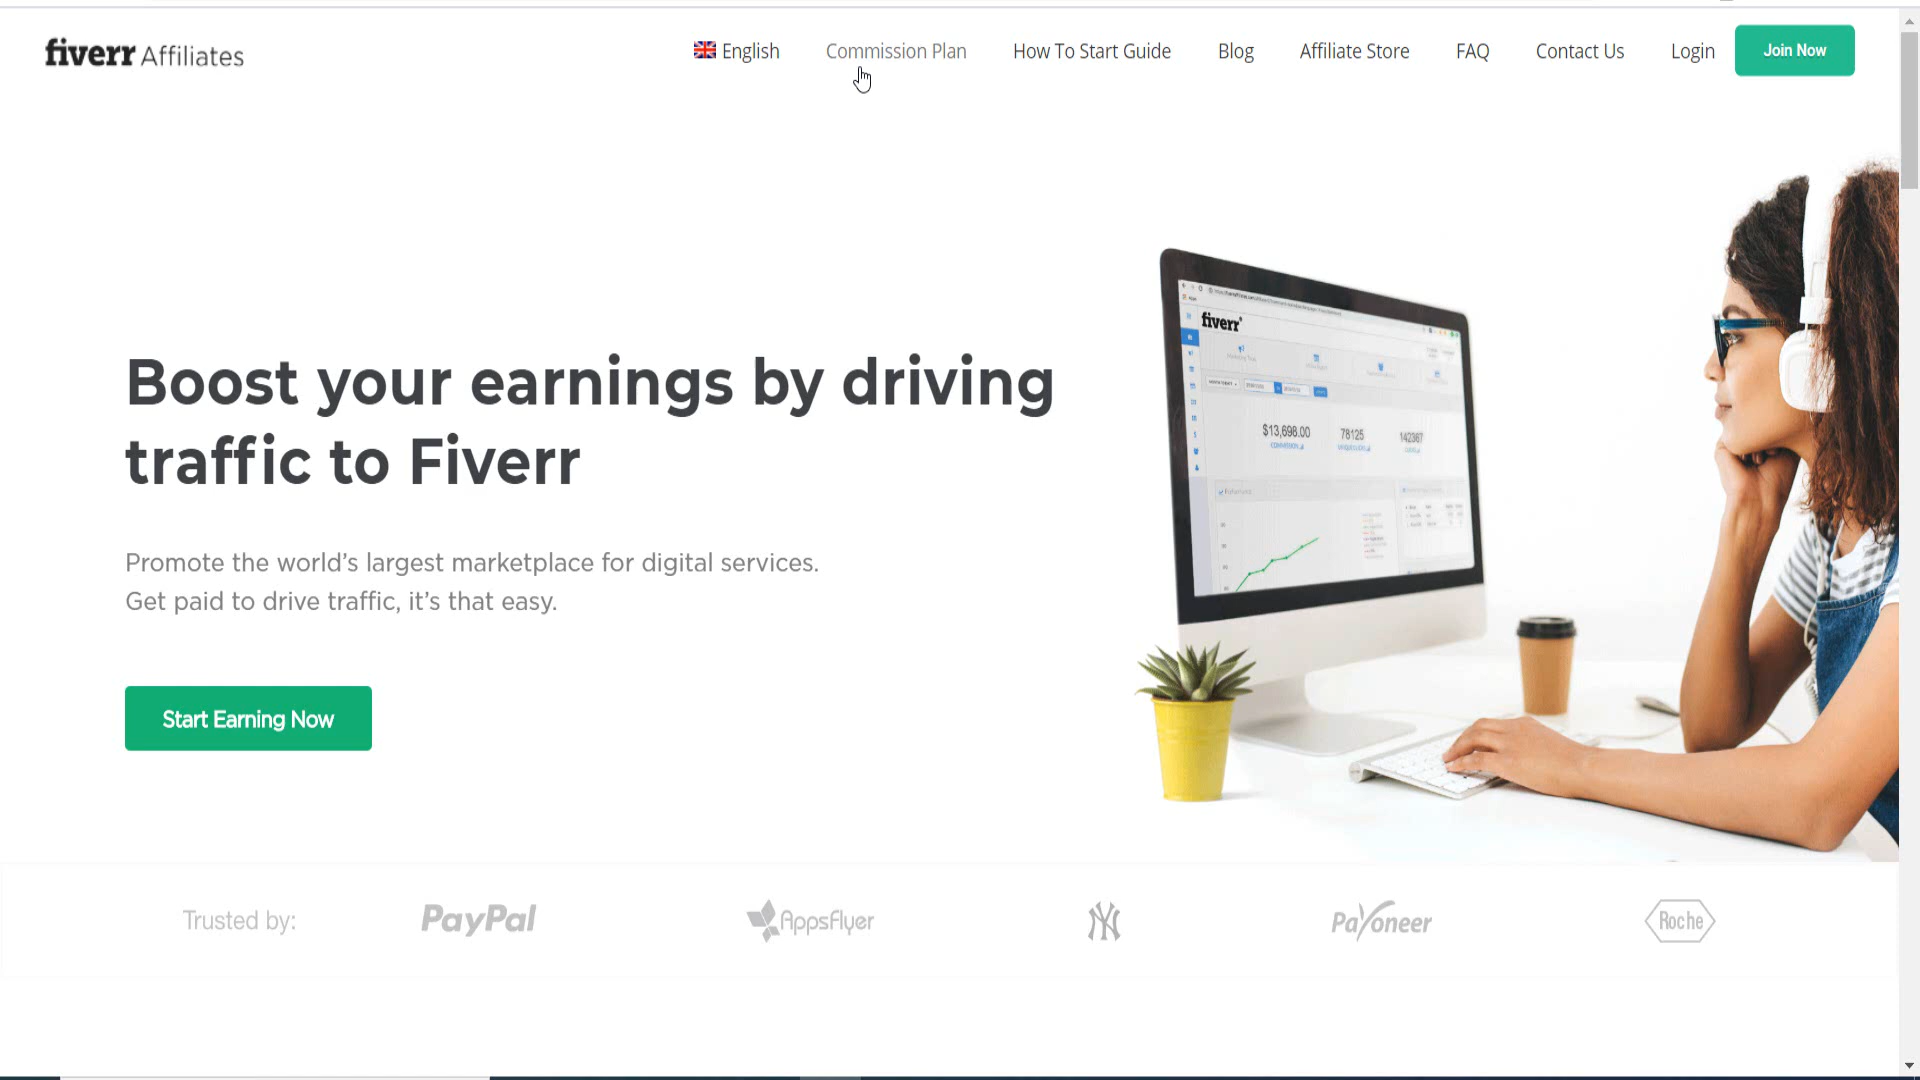 fiverr Affiliates
English
Commission Plan
How To Start Guide
Blog
Affiliate Store
FAQ
Contact Us
Login
Join Now
Boost your earnings by driving
traffic to Fiverr
Promote the world’s largest marketplace for digital services.
Get paid to drive traffic, it’s that easy.
Start Earning Now
fiverr
$13,698.00
78125
142367
Trusted by:
PayPal
AppsFlyer
NY
Payoneer
Roche